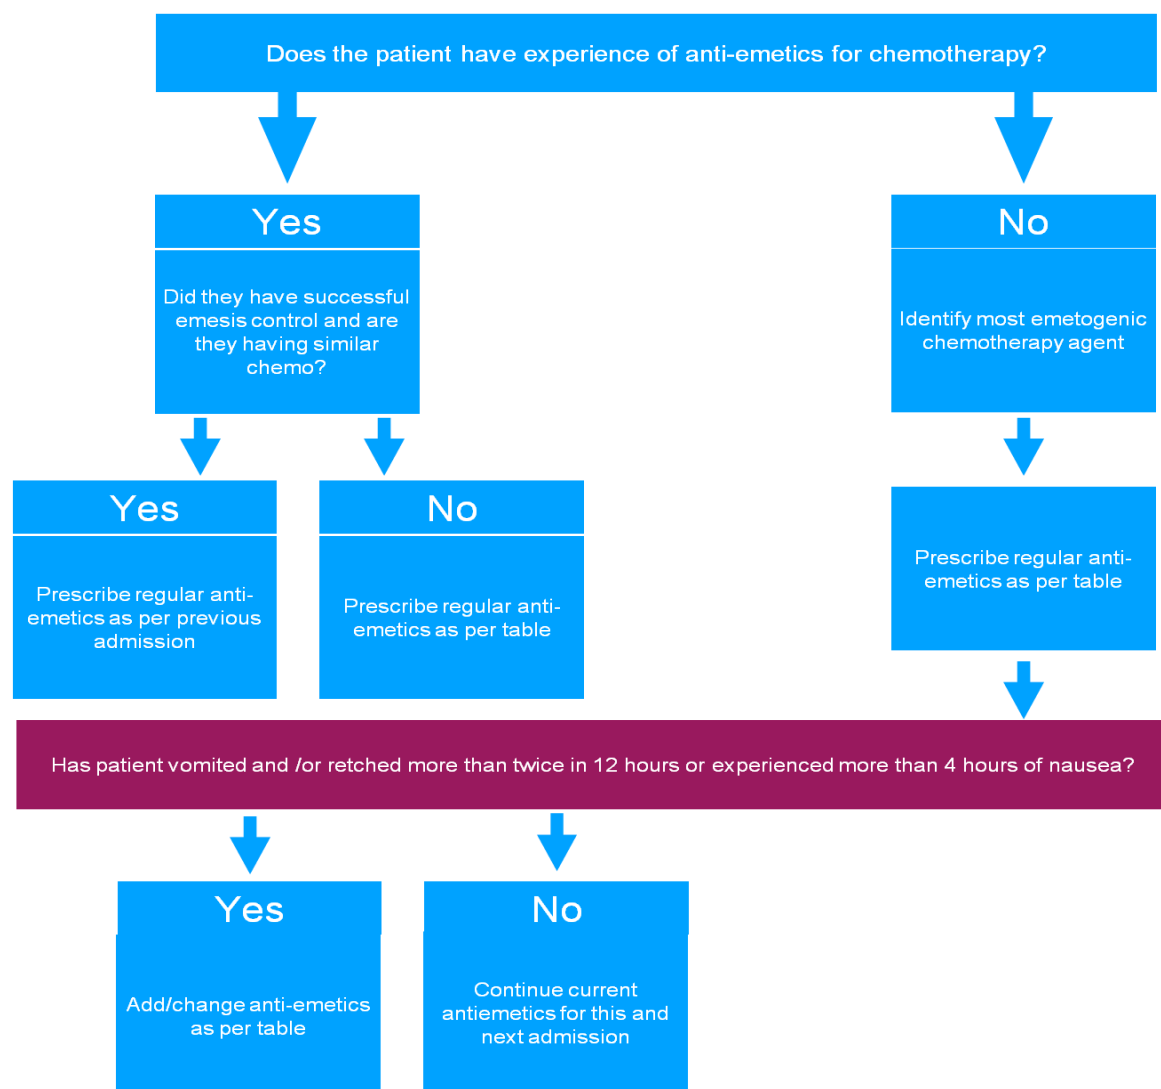 Does the patient have experience of anti-emetics for chemotherapy?
Yes
Did they have successful
emesis control and are
they having similar
chemo?
No
Identify most emetogenic
chemotherapy agent
Yes
Prescribe regular anti-
emetics as per previous
admission
No
Prescribe regular anti-
emetics as per table
Prescribe regular anti-
emetics as per table
Has patient vomited and /or retched more than twice in 12 hours or experienced more than 4 hours of nausea?
Yes
Add/change anti-emetics
as per table
No
Continue current
antiemetics for this and
next admission